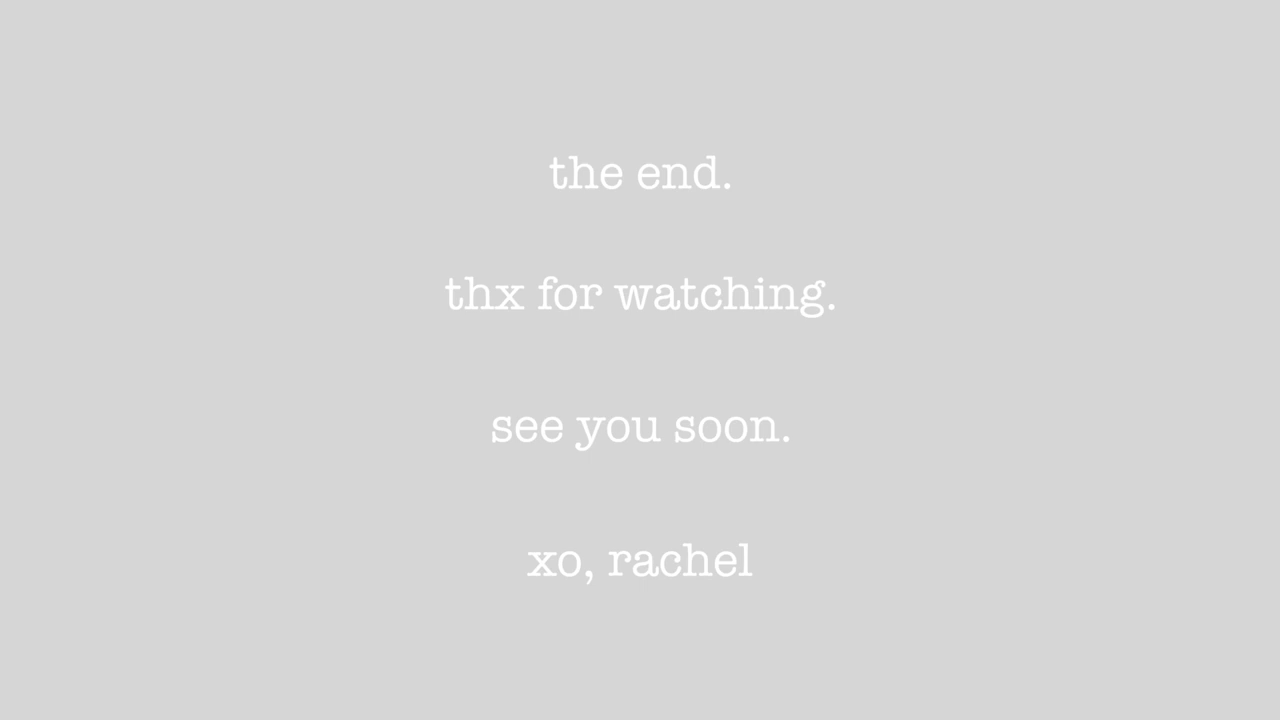 the end.
thx for watching.
see you soon.
xo, rachel